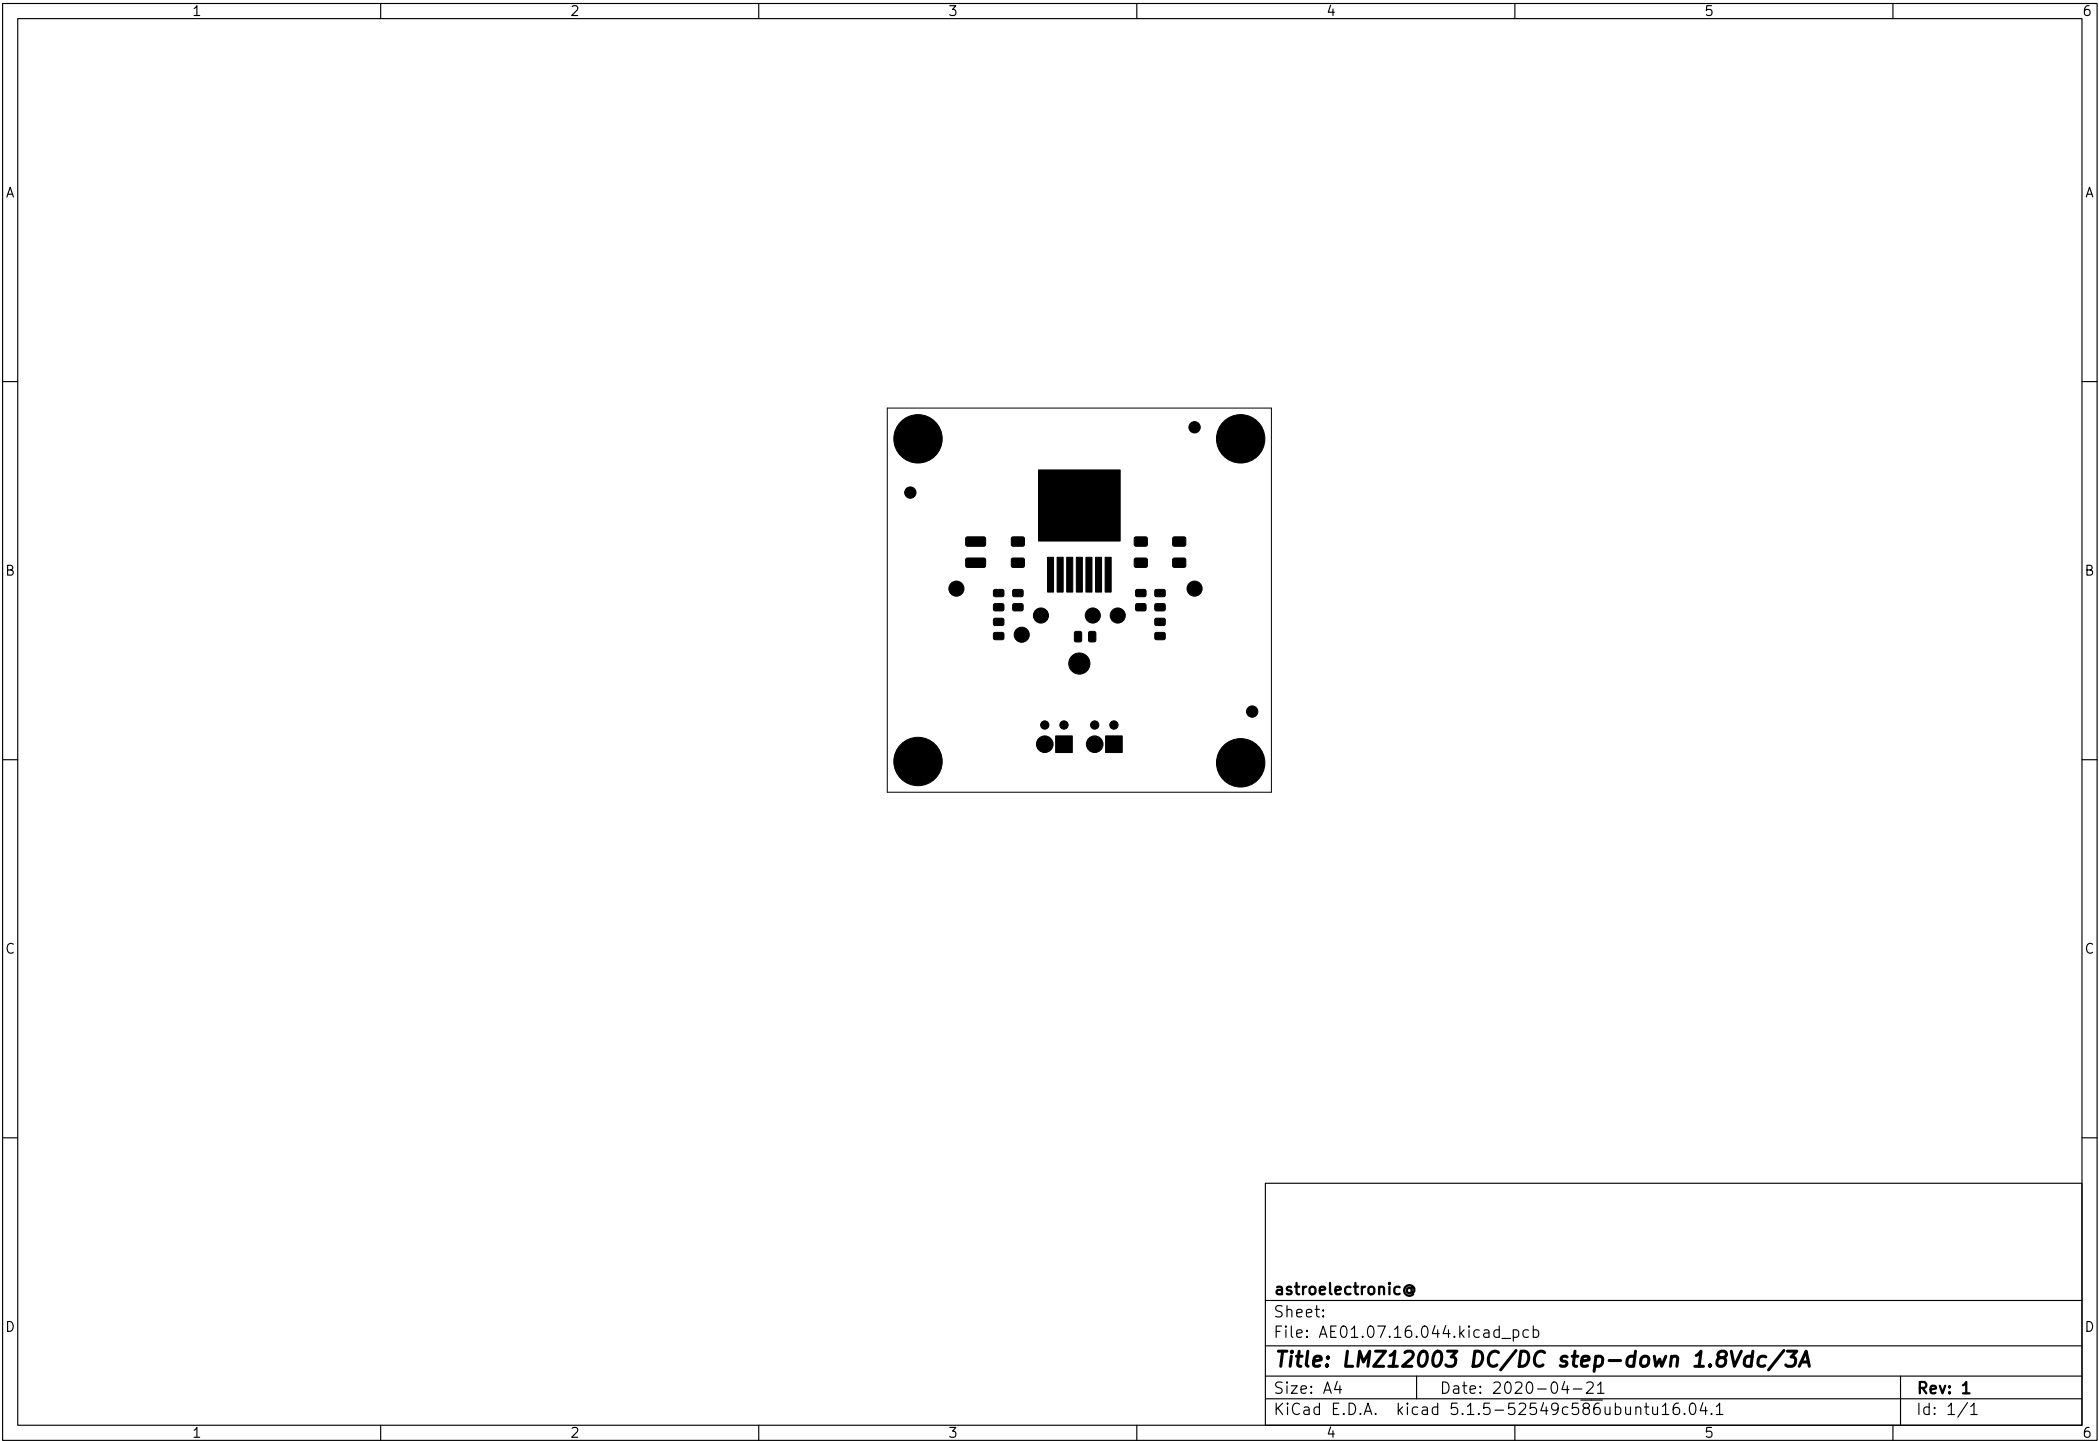 1 2 3 4 5 6
A A
B B
C C
D D
astroelectronic@
Sheet:
File: AE01.07.16.044.kicad_pcb
Title: LMZ12003 DC/DC step-down 1.8Vdc/3A
Size: A4 Date: 2020-04-21 Rev: 1
KiCad E.D.A. kicad 5.1.5-52549c586ubuntu16.04.1 Id: 1/1
1 2 3 4 5 6